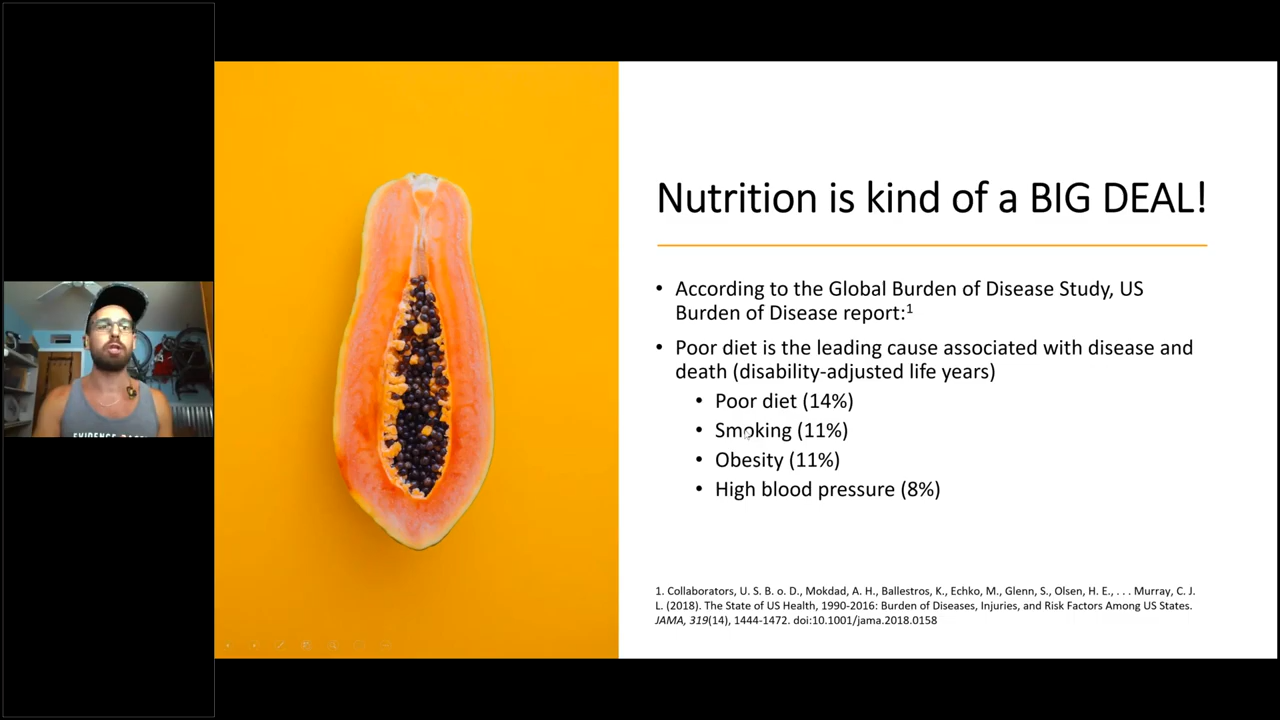 Nutrition is kind of a BIG DEAL!
• According to the Global Burden of Disease Study, US
Burden of Disease report:1
• Poor diet is the leading cause associated with disease and
death (disability-adjusted life years)
• Poor diet (14%)
• Smoking (11%)
• Obesity (11%)
• High blood pressure (8%)
1. Collaborators, U. S. B. o. D., Mokdad, A. H., Ballestros, K., Echko, M., Glenn, S., Olsen, H. E., . . . Murray, C. J.
L. (2018). The State of US Health, 1990-2016: Burden of Diseases, Injuries, and Risk Factors Among US States.
JAMA, 319(14), 1444-1472. doi:10.1001/jama.2018.0158